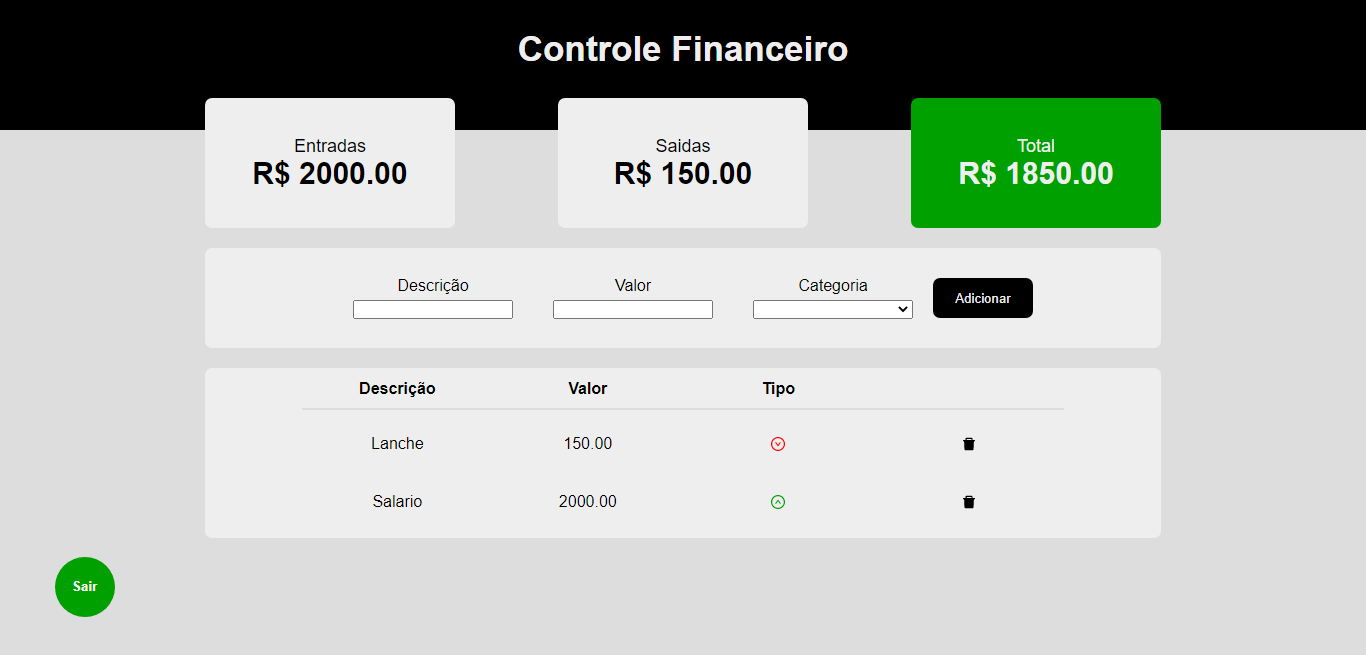 Controle Financeiro
Entradas
R$ 2000.00
Saidas
R$ 150.00
Total
R$ 1850.00
Descrição
Valor
Categoria
Adicionar
Descrição Valor Tipo
Lanche 150.00
Salario 2000.00
Sair